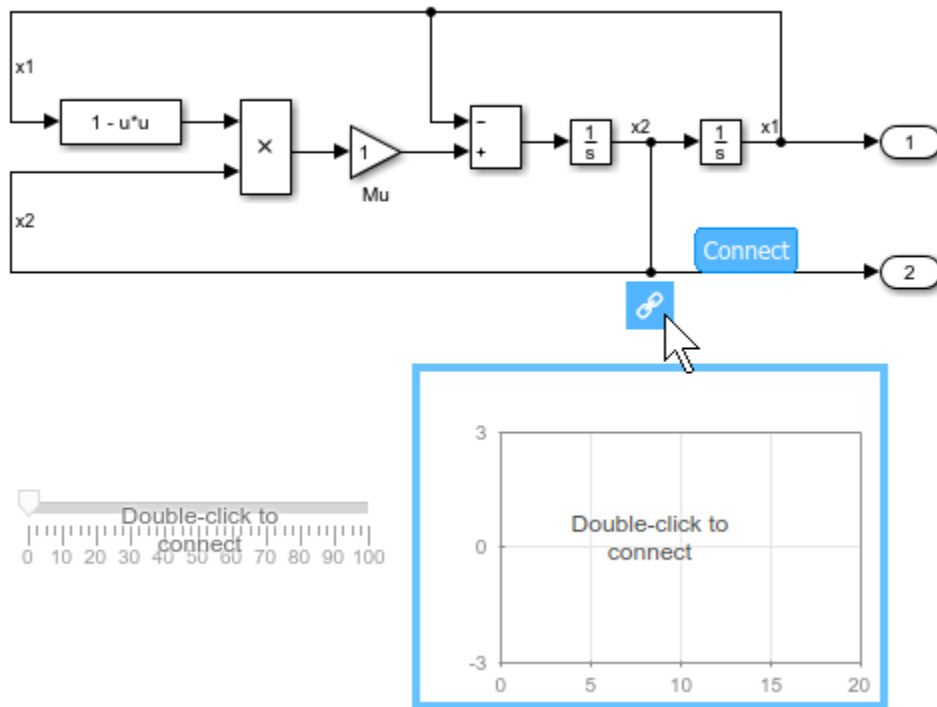 x1
1 - u*u
×
1
Mu
−
+
1
s
x2
1
s
x1
1
x2
Connect
2
Double-click to
connect
0 10 20 30 40 50 60 70 80 90 100
3
Double-click to
connect
0
-3
0 5 10 15 20